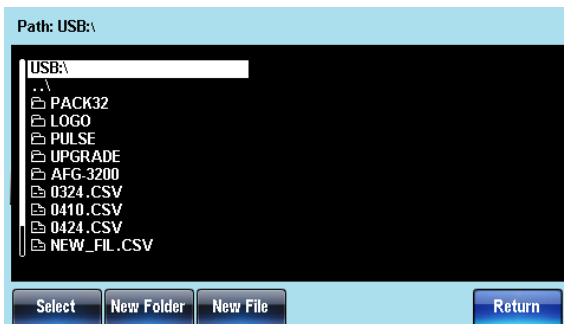 Path: USB:\
USB:\
..\
PACK32
LOGO
PULSE
UPGRADE
AFG-3200
0324.CSV
0410.CSV
0424.CSV
NEW_FIL.CSV
Select New Folder New File Return